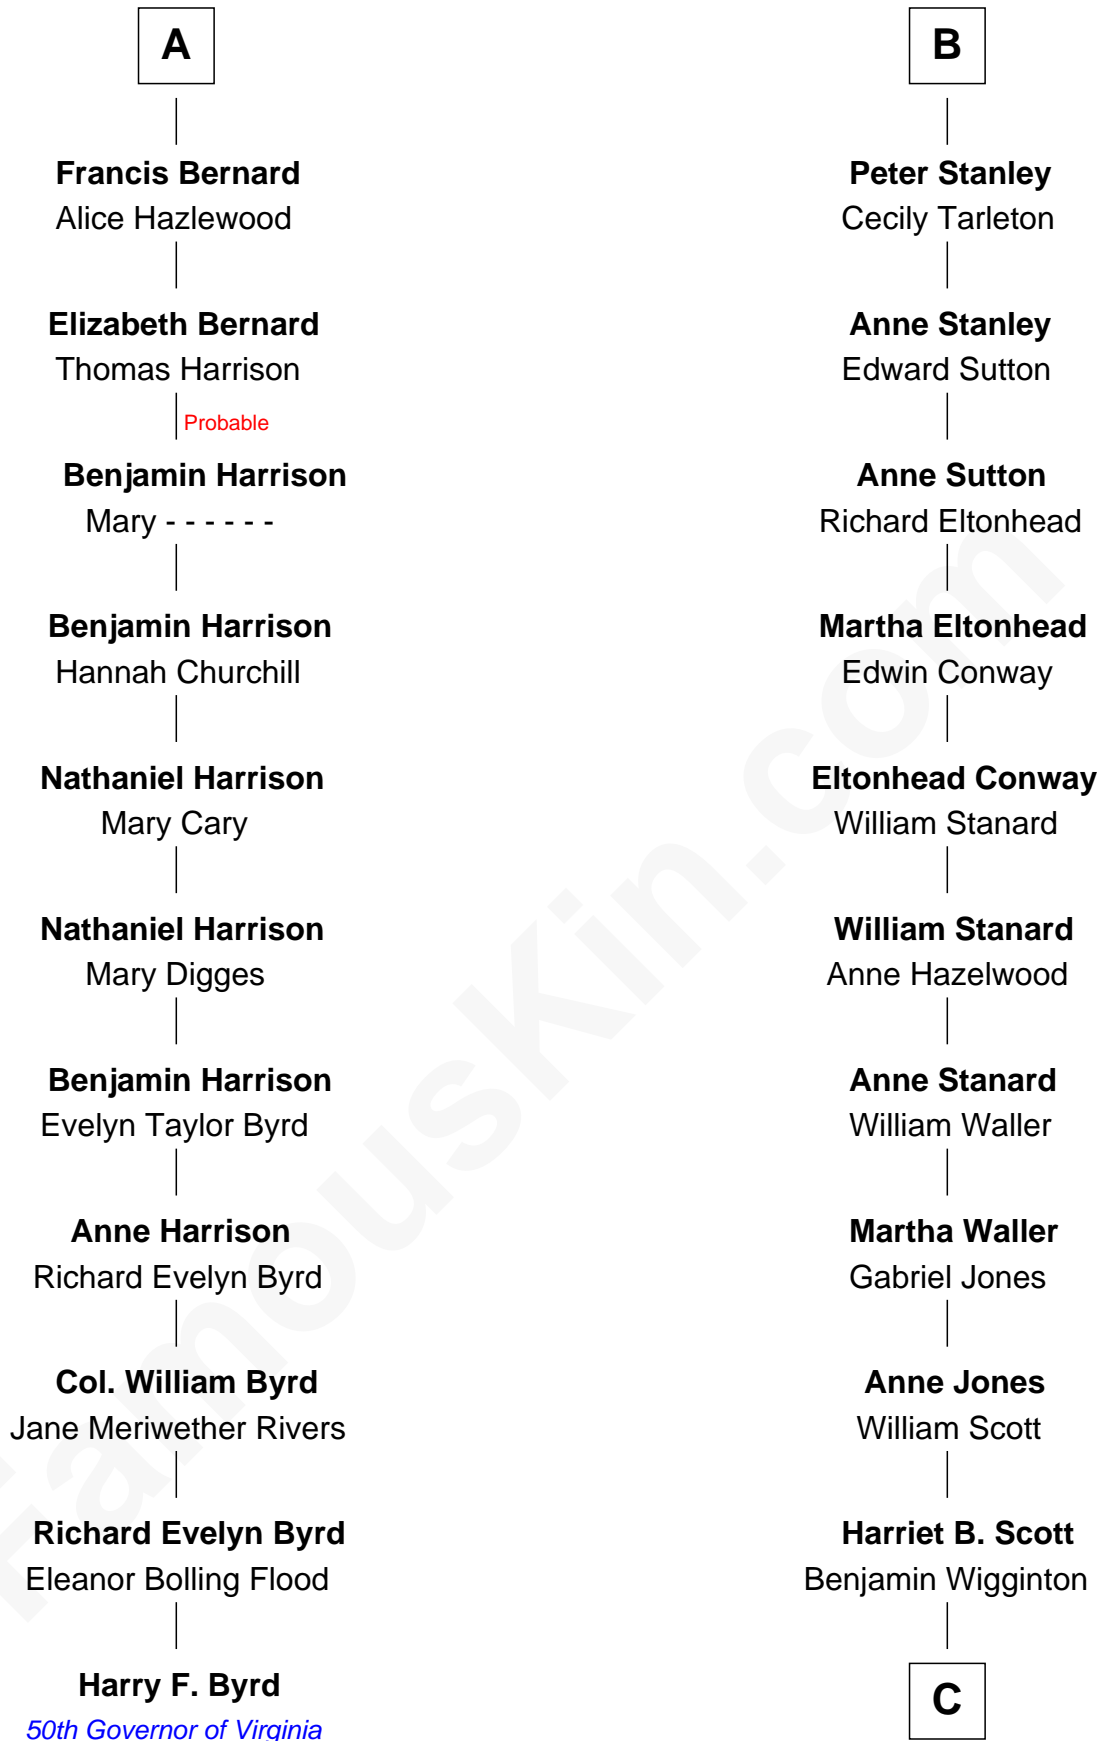 A
Francis Bernard
Alice Hazlewood
Elizabeth Bernard
Thomas Harrison
Probable
Benjamin Harrison
Mary - - - - - -
Benjamin Harrison
Hannah Churchill
Nathaniel Harrison
Mary Cary
Nathaniel Harrison
Mary Digges
Benjamin Harrison
Evelyn Taylor Byrd
Anne Harrison
Richard Evelyn Byrd
Col. William Byrd
Jane Meriwether Rivers
Richard Evelyn Byrd
Eleanor Bolling Flood
Harry F. Byrd
50th Governor of Virginia
B
Peter Stanley
Cecily Tarleton
Anne Stanley
Edward Sutton
Anne Sutton
Richard Eltonhead
Martha Eltonhead
Edwin Conway
Eltonhead Conway
William Stanard
William Stanard
Anne Hazelwood
Anne Stanard
William Waller
Martha Waller
Gabriel Jones
Anne Jones
William Scott
Harriet B. Scott
Benjamin Wigginton
C
FamousKin.com